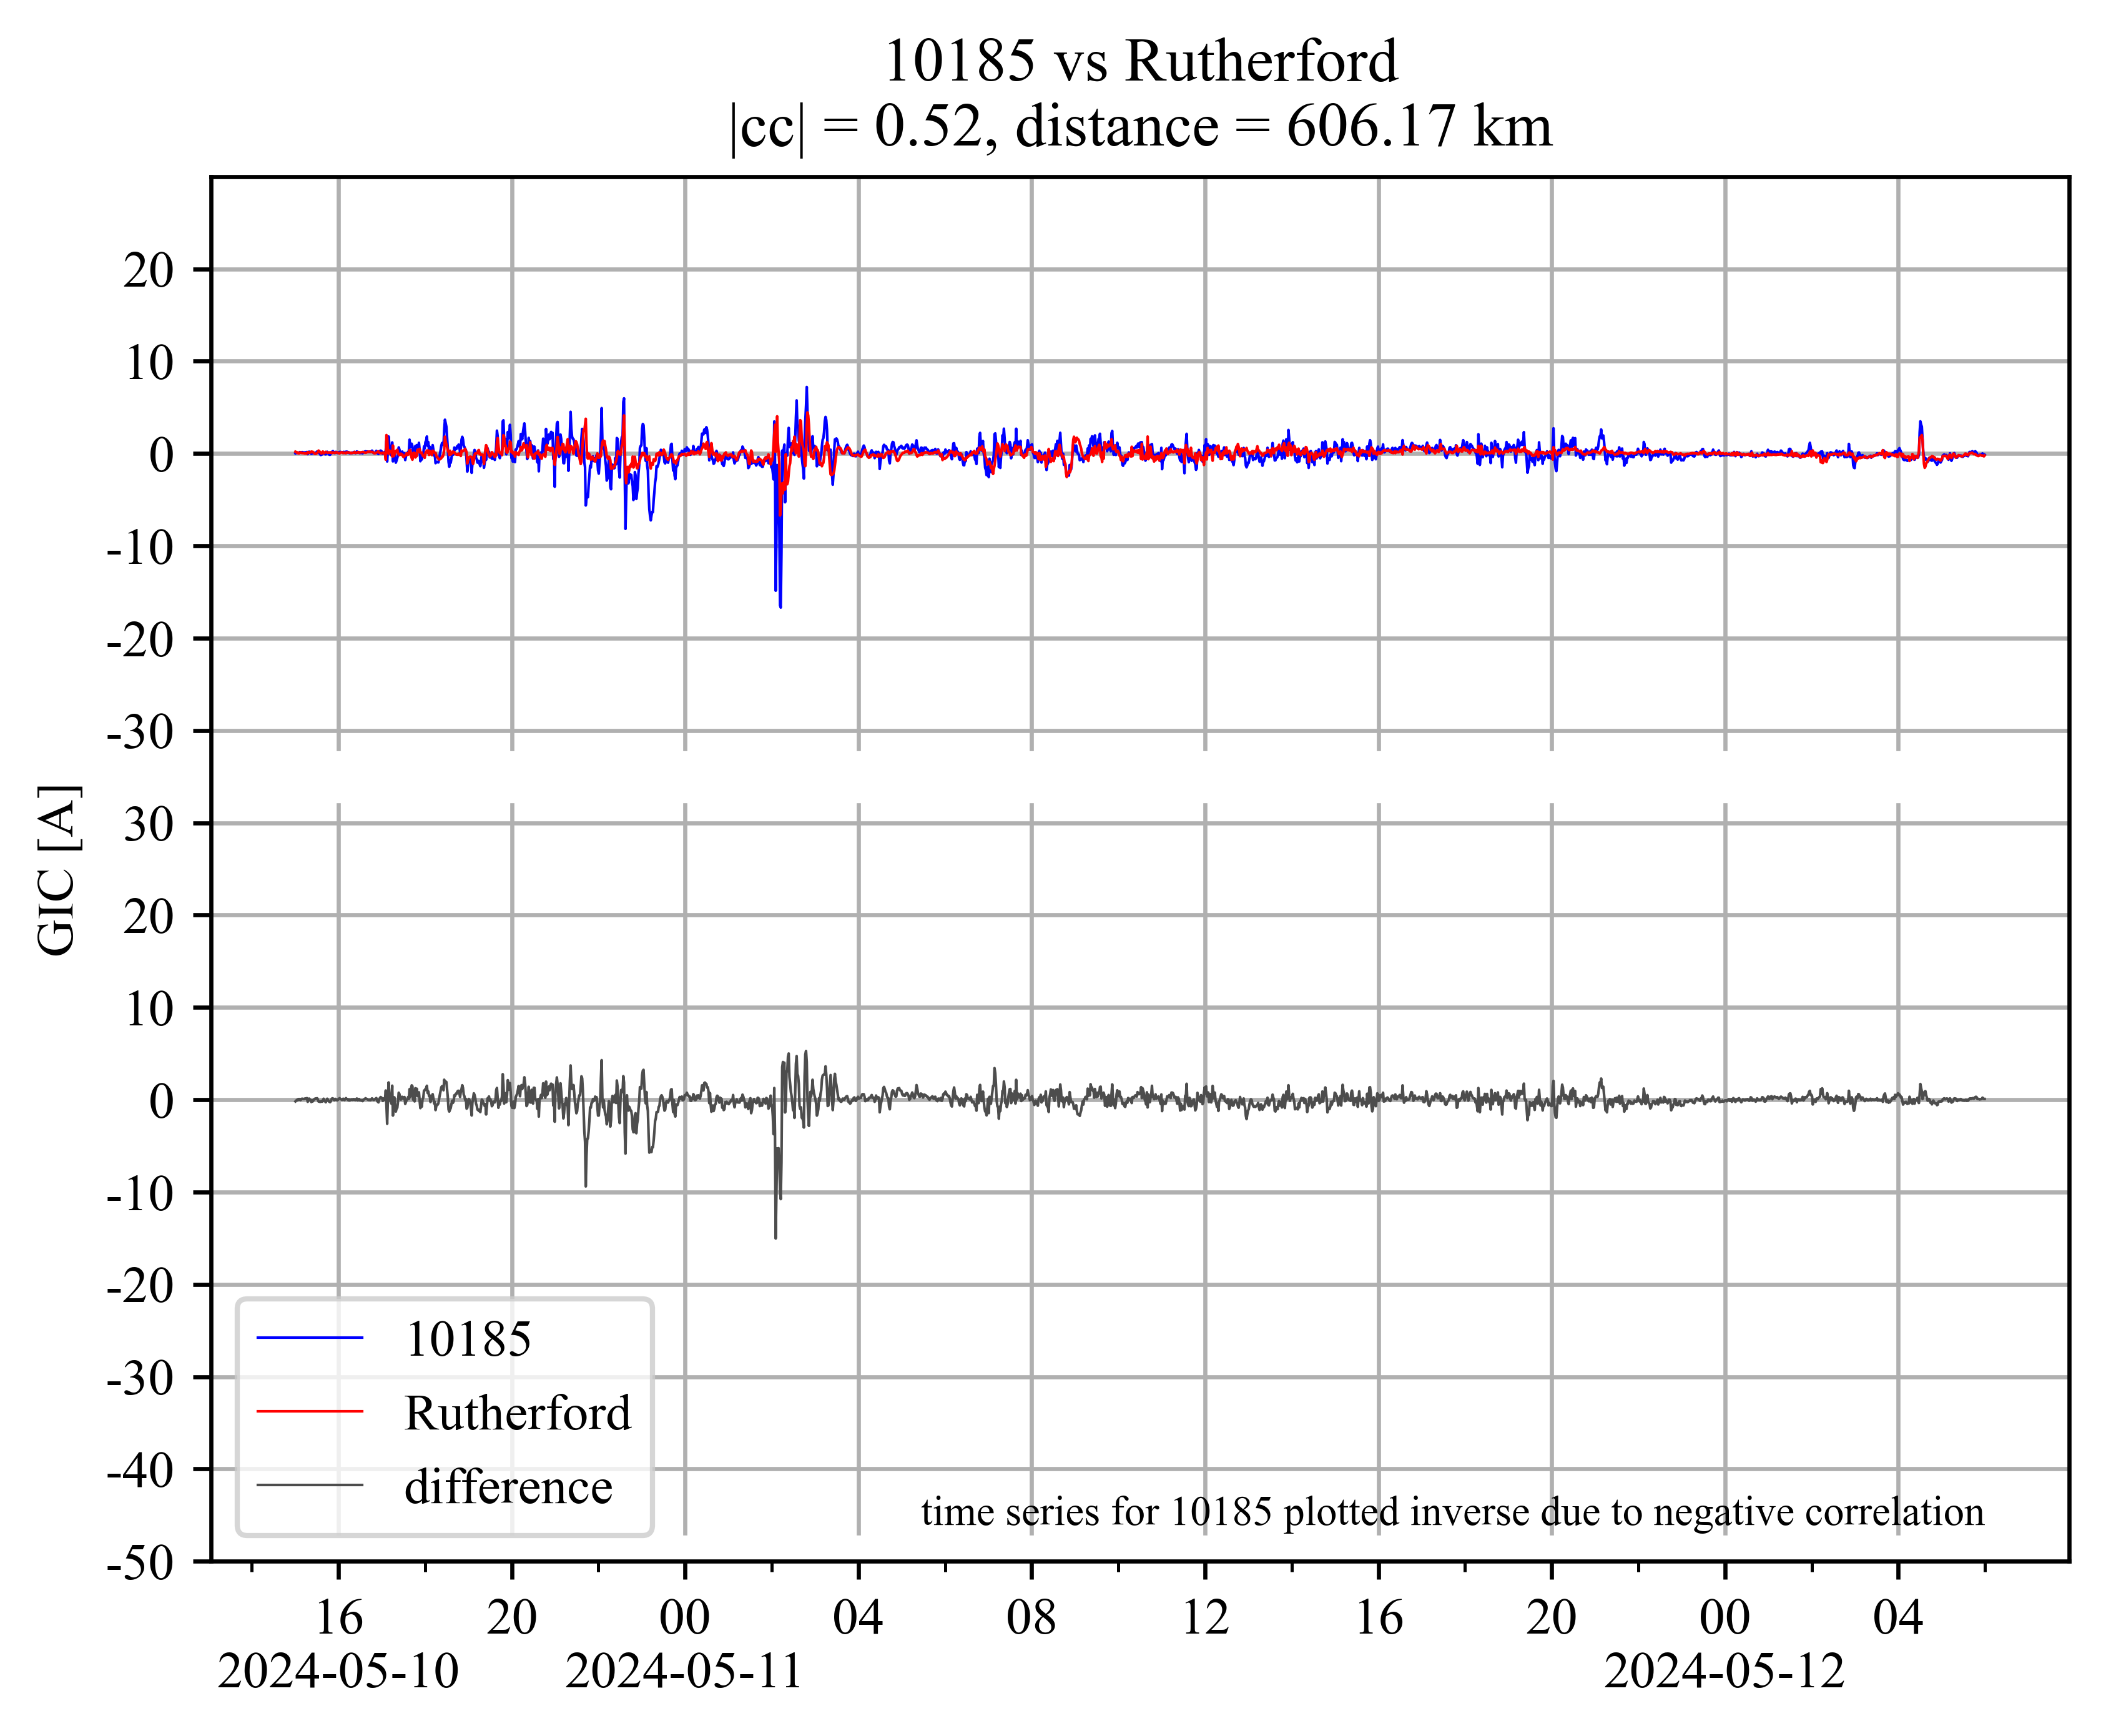 10185 vs Rutherford
|cc| = 0.52, distance = 606.17 km
20
10
0
-10
-20
-30
30
20
10
0
-10
-20
-30
-40
-50
GIC [A]
10185
Rutherford
difference
time series for 10185 plotted inverse due to negative correlation
16 20 00 04 08 12 16 20 00 04
2024-05-10 2024-05-11 2024-05-12